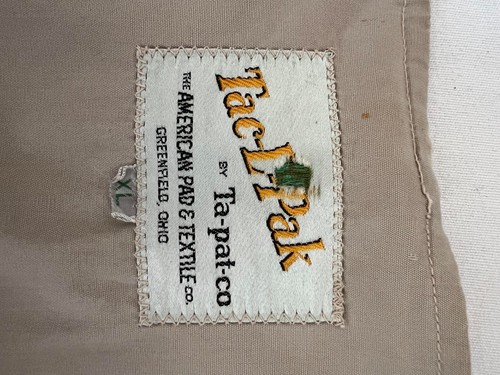 Tac-L-Pak
BY Ta-pat-co
THE AMERICAN PAD & TEXTILE CO.
GREENFIELD, OHIO
XL